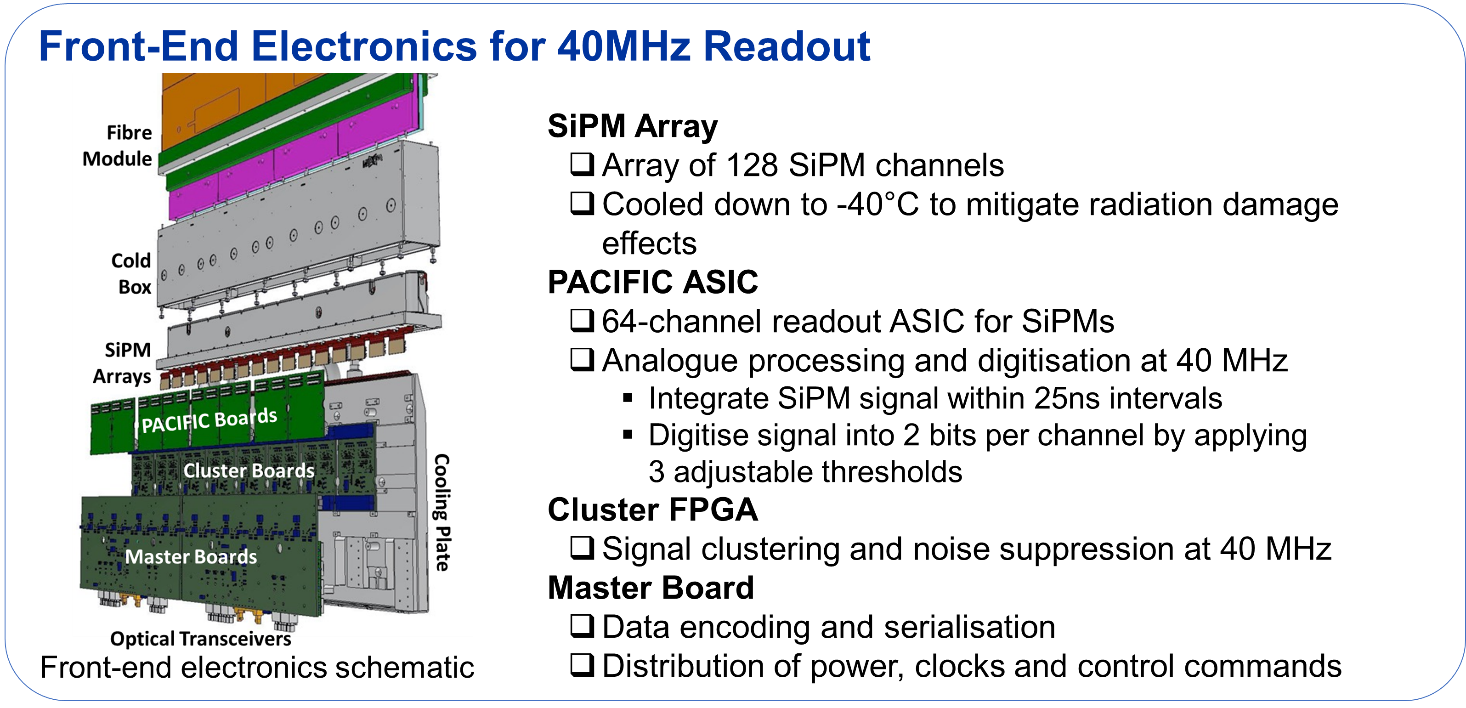 Front-End Electronics for 40MHz Readout
Fibre
Module
Cold
Box
SiPM
Arrays
PACIFIC Boards
Cluster Boards
Master Boards
Cooling Plate
Optical Transceivers
Front-end electronics schematic
SiPM Array
❑ Array of 128 SiPM channels
❑ Cooled down to -40°C to mitigate radiation damage
effects
PACIFIC ASIC
❑ 64-channel readout ASIC for SiPMs
❑ Analogue processing and digitisation at 40 MHz
▪ Integrate SiPM signal within 25ns intervals
▪ Digitise signal into 2 bits per channel by applying
3 adjustable thresholds
Cluster FPGA
❑ Signal clustering and noise suppression at 40 MHz
Master Board
❑ Data encoding and serialisation
❑ Distribution of power, clocks and control commands